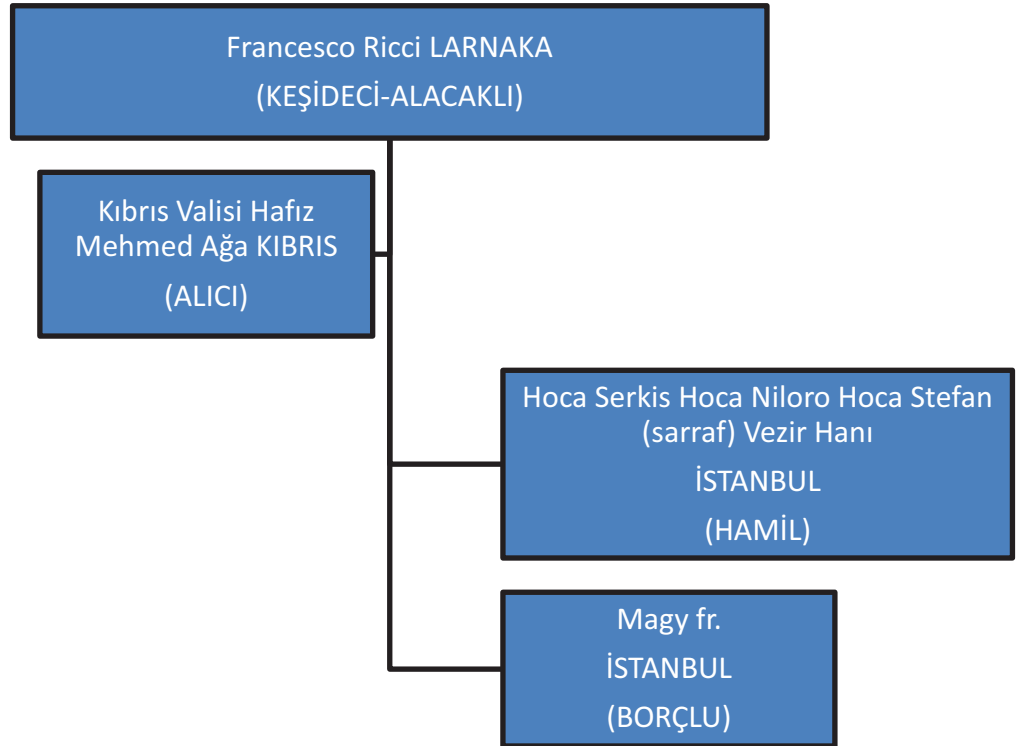 Francesco Ricci LARNAKA
(KEŞİDECİ-ALACAKLI)
Kıbrıs Valisi Hafız
Mehmed Ağa KIBRIS
(ALICI)
Hoca Serkis Hoca Niloro Hoca Stefan
(sarraf) Vezir Hanı
İSTANBUL
(HAMİL)
Magy fr.
İSTANBUL
(BORÇLU)